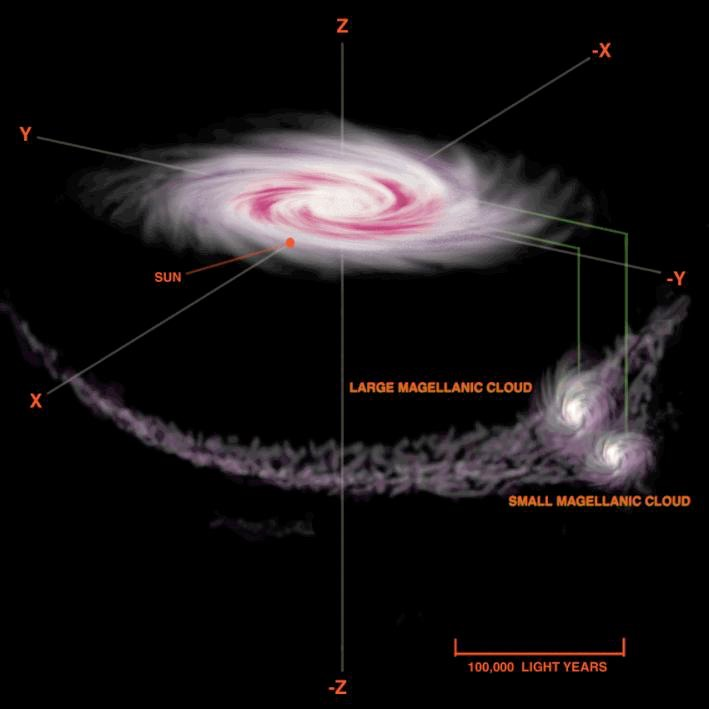 Z
-X
Y
SUN
-Y
X
LARGE MAGELLANIC CLOUD
SMALL MAGELLANIC CLOUD
100,000 LIGHT YEARS
-Z